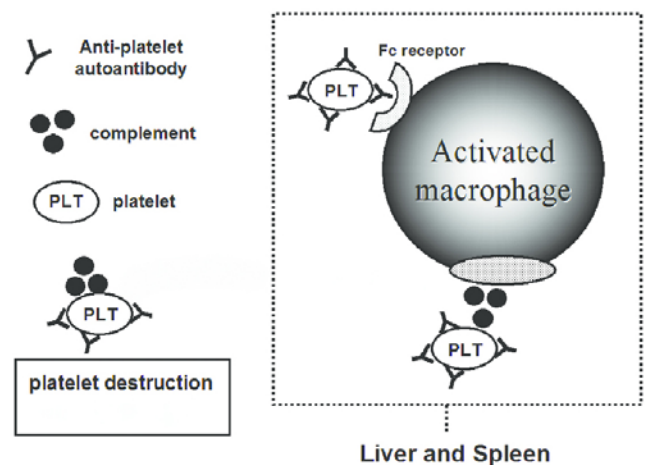 Anti-platelet
autoantibody
complement
PLT
platelet
PLT
platelet destruction
Fc receptor
PLT
Activated
macrophage
PLT
Liver and Spleen